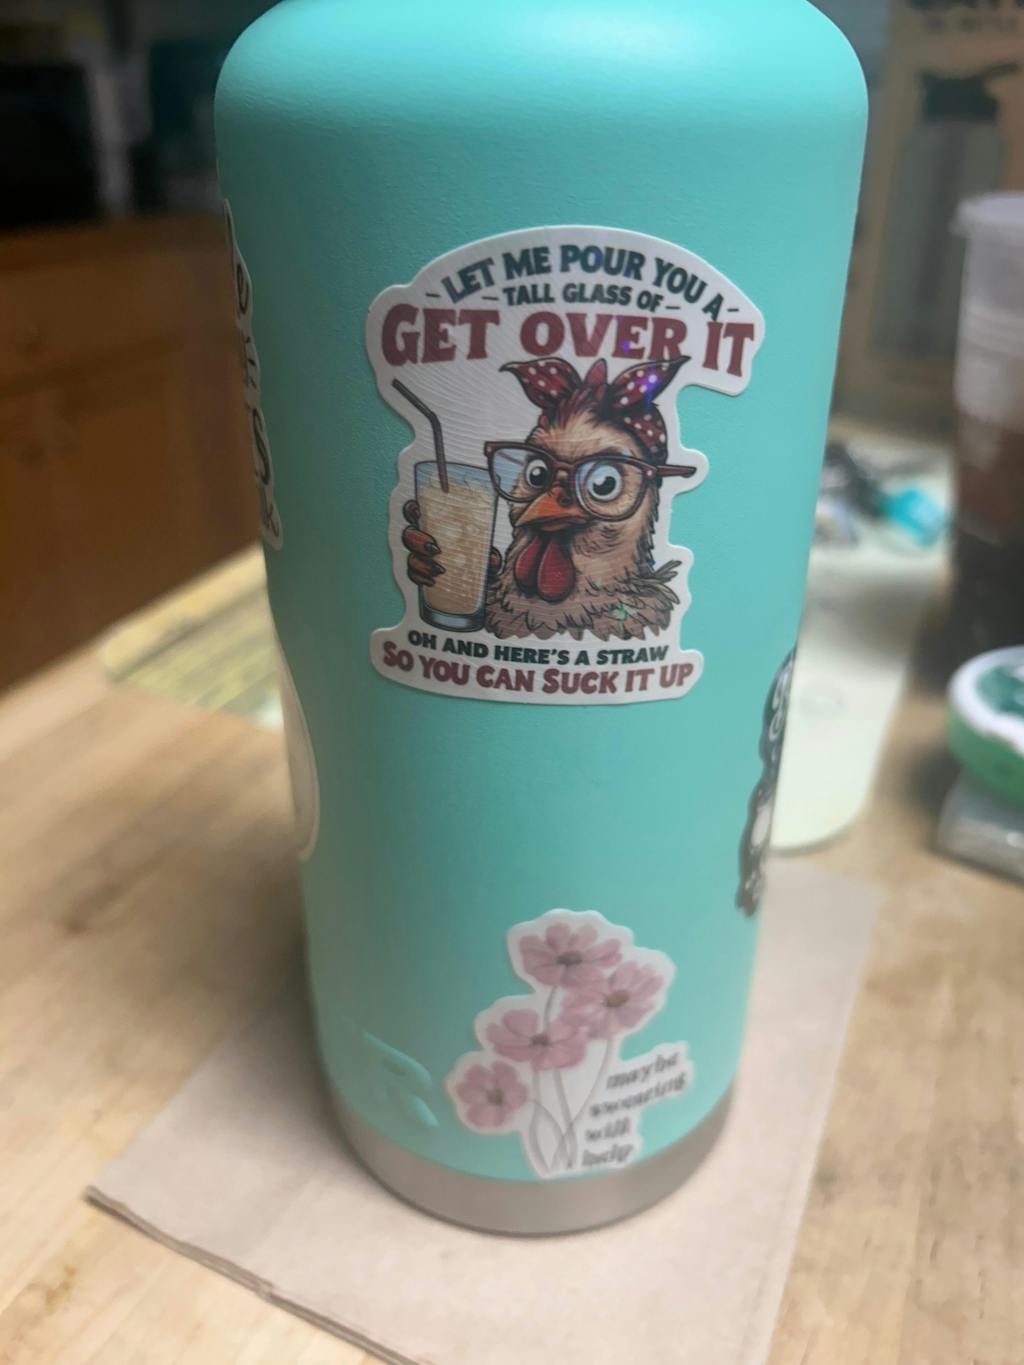 LET ME POUR YOU A
TALL GLASS OF
GET OVER IT
OH AND HERE'S A STRAW
SO YOU CAN SUCK IT UP
maybe
swearing
will
help